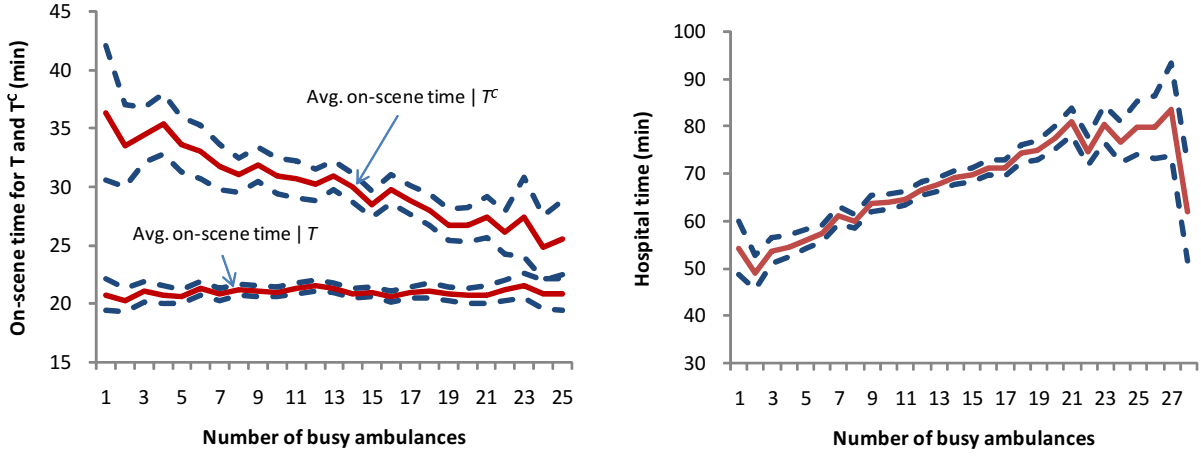 On-scene time for T and Tᶜ (min)
45
40
35
30
25
20
15
Avg. on-scene time | Tᶜ
Avg. on-scene time | T
1 3 5 7 9 11 13 15 17 19 21 23 25
Number of busy ambulances
Hospital time (min)
100
90
80
70
60
50
40
30
1 3 5 7 9 11 13 15 17 19 21 23 25 27
Number of busy ambulances